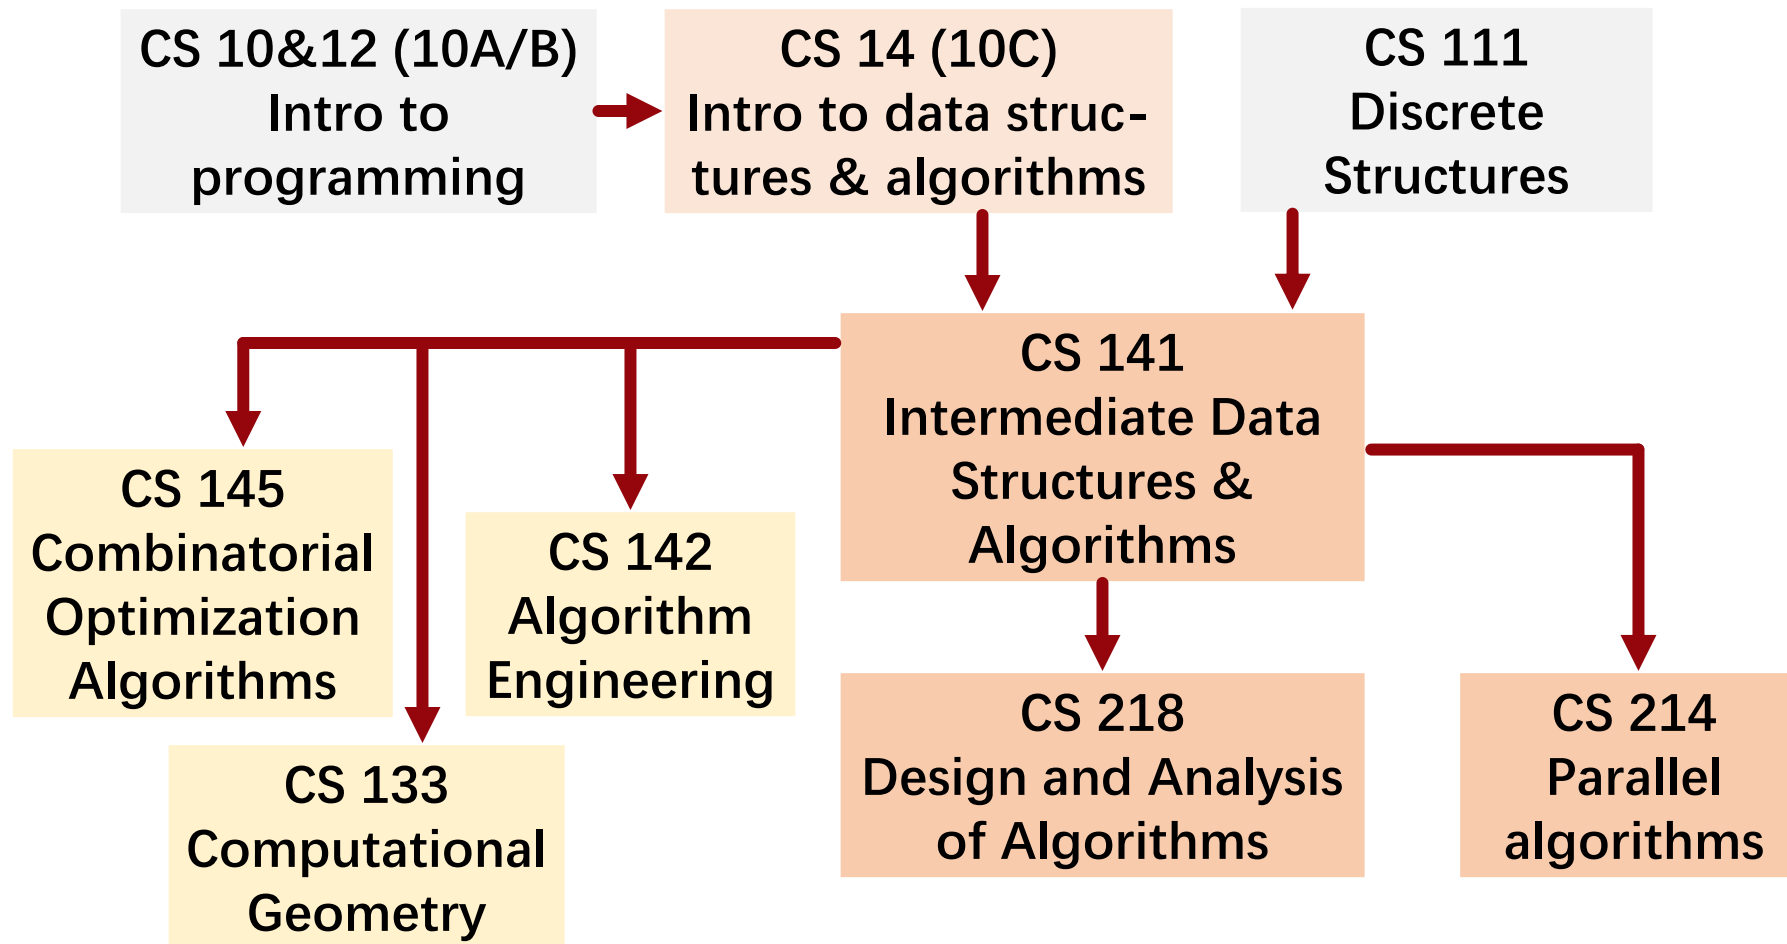 CS 10&12 (10A/B)
Intro to
programming
CS 14 (10C)
Intro to data struc-
tures & algorithms
CS 111
Discrete
Structures
CS 141
Intermediate Data
Structures &
Algorithms
CS 145
Combinatorial
Optimization
Algorithms
CS 142
Algorithm
Engineering
CS 133
Computational
Geometry
CS 218
Design and Analysis
of Algorithms
CS 214
Parallel
algorithms